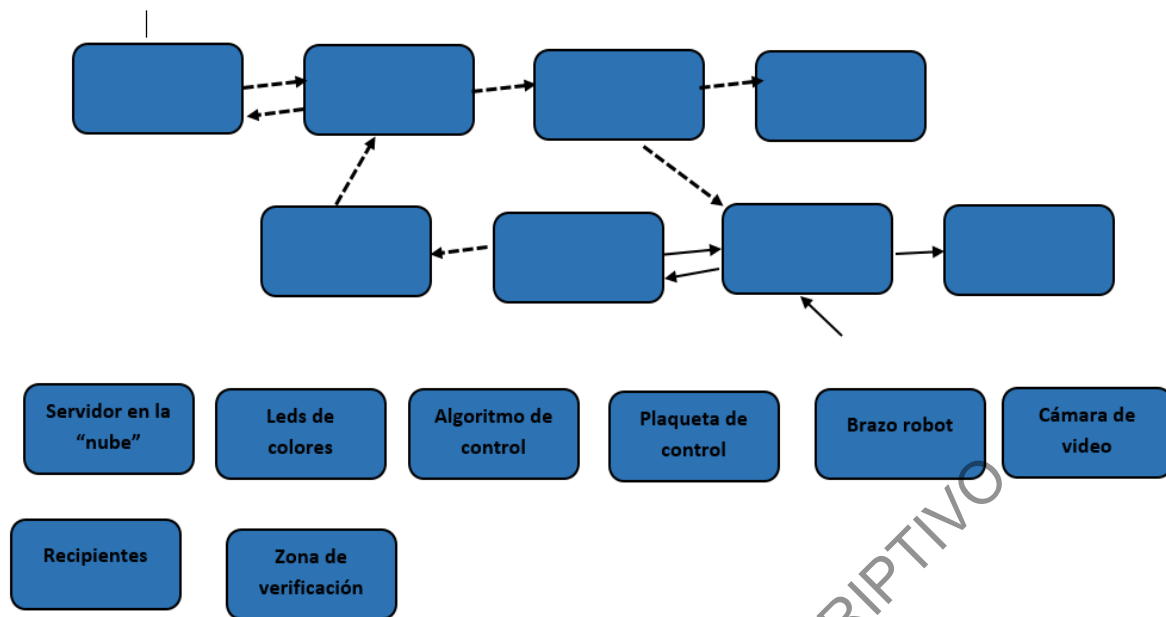 Servidor en la
“nube”
Leds de
colores
Algoritmo de
control
Plaqueta de
control
Brazo robot
Cámara de
video
Recipientes
Zona de
verificación